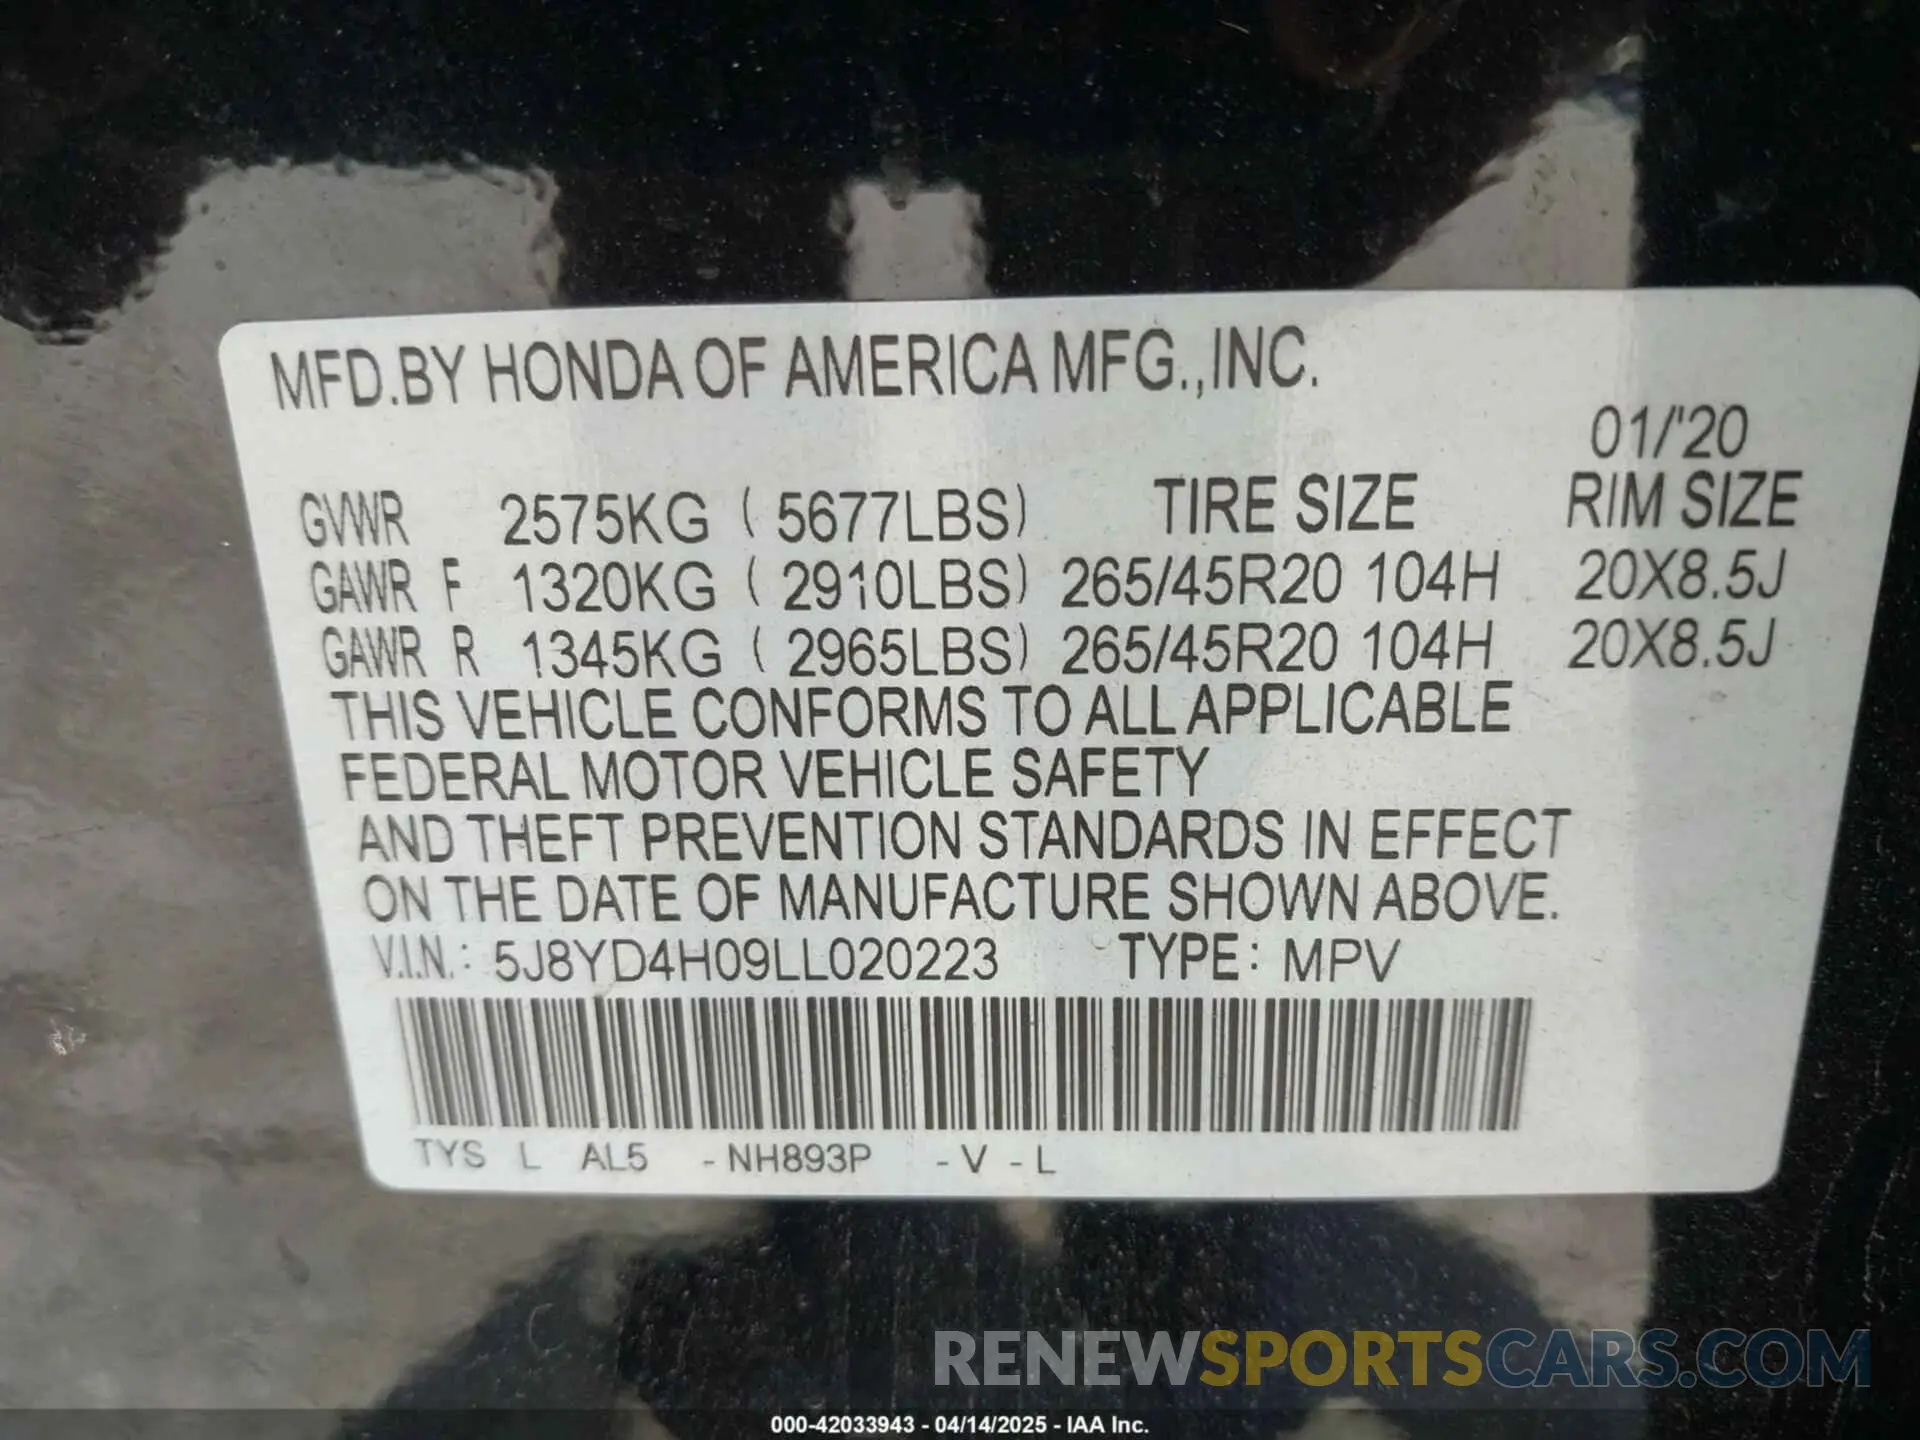 MFD.BY HONDA OF AMERICA MFG.,INC.
01/'20
GVWR 2575KG ( 5677LBS) TIRE SIZE RIM SIZE
GAWR F 1320KG ( 2910LBS) 265/45R20 104H 20X8.5J
GAWR R 1345KG ( 2965LBS) 265/45R20 104H 20X8.5J
THIS VEHICLE CONFORMS TO ALL APPLICABLE
FEDERAL MOTOR VEHICLE SAFETY
AND THEFT PREVENTION STANDARDS IN EFFECT
ON THE DATE OF MANUFACTURE SHOWN ABOVE.
V.I.N.: 5J8YD4H09LL020223 TYPE: MPV
TYS L AL5 - NH893P - V - L
RENEWSPORTSCARS.COM
000-42033943 - 04/14/2025 - IAA Inc.